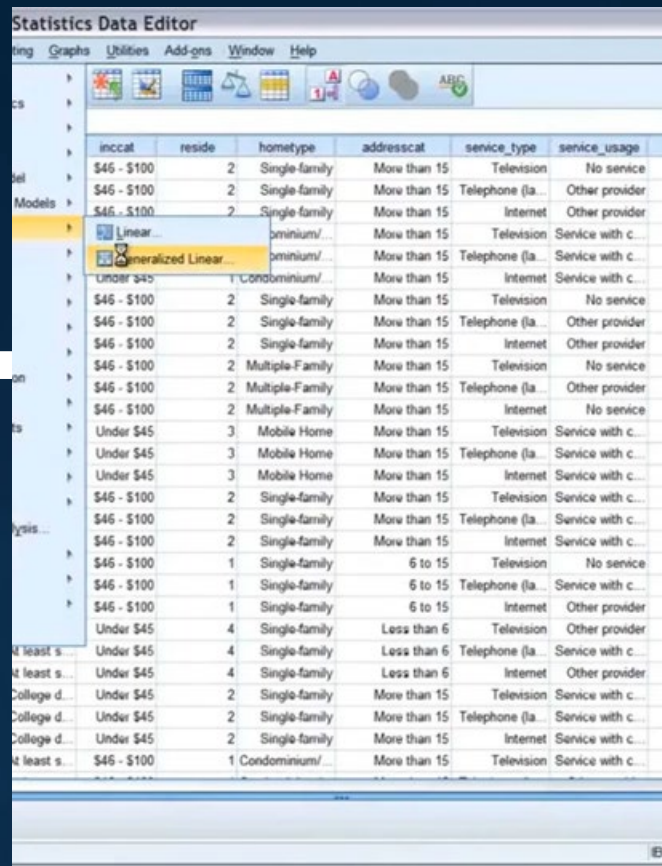 Statistics Data Editor
Graphs Utilities Add-ons Window Help
A
1
ABC
inccat reside hometype addresscat service_type service_usage
$46 - $100 2 Single-family More than 15 Television No service
$46 - $100 2 Single-family More than 15 Telephone (la... Other provider
Models $46 - $100 2 Single-family More than 15 Internet Other provider
Linear... More than 15 Television Service with c...
Generalized Linear... More than 15 Telephone (la... Service with c...
Under $45 1 Condominium/... More than 15 Internet Service with c...
$46 - $100 2 Single-family More than 15 Television No service
$46 - $100 2 Single-family More than 15 Telephone (la... Other provider
$46 - $100 2 Single-family More than 15 Internet Other provider
$46 - $100 2 Multiple-Family More than 15 Television No service
$46 - $100 2 Multiple-Family More than 15 Telephone (la... Other provider
$46 - $100 2 Multiple-Family More than 15 Internet No service
Under $45 3 Mobile Home More than 15 Television Service with c...
Under $45 3 Mobile Home More than 15 Telephone (la... Service with c...
Under $45 3 Mobile Home More than 15 Internet Service with c...
$46 - $100 2 Single-family More than 15 Television Service with c...
$46 - $100 2 Single-family More than 15 Telephone (la... Service with c...
$46 - $100 2 Single-family More than 15 Internet Service with c...
$46 - $100 1 Single-family 6 to 15 Television No service
$46 - $100 1 Single-family 6 to 15 Telephone (la... Service with c...
$46 - $100 1 Single-family 6 to 15 Internet Other provider
Under $45 4 Single-family Less than 6 Television Other provider
At least s... Under $45 4 Single-family Less than 6 Telephone (la... Service with c...
At least s... Under $45 4 Single-family Less than 6 Internet Other provider
College d... Under $45 2 Single-family More than 15 Television Service with c...
College d... Under $45 2 Single-family More than 15 Telephone (la... Service with c...
College d... Under $45 2 Single-family More than 15 Internet Service with c...
At least s... $46 - $100 1 Condominium/... More than 15 Television Service with c...